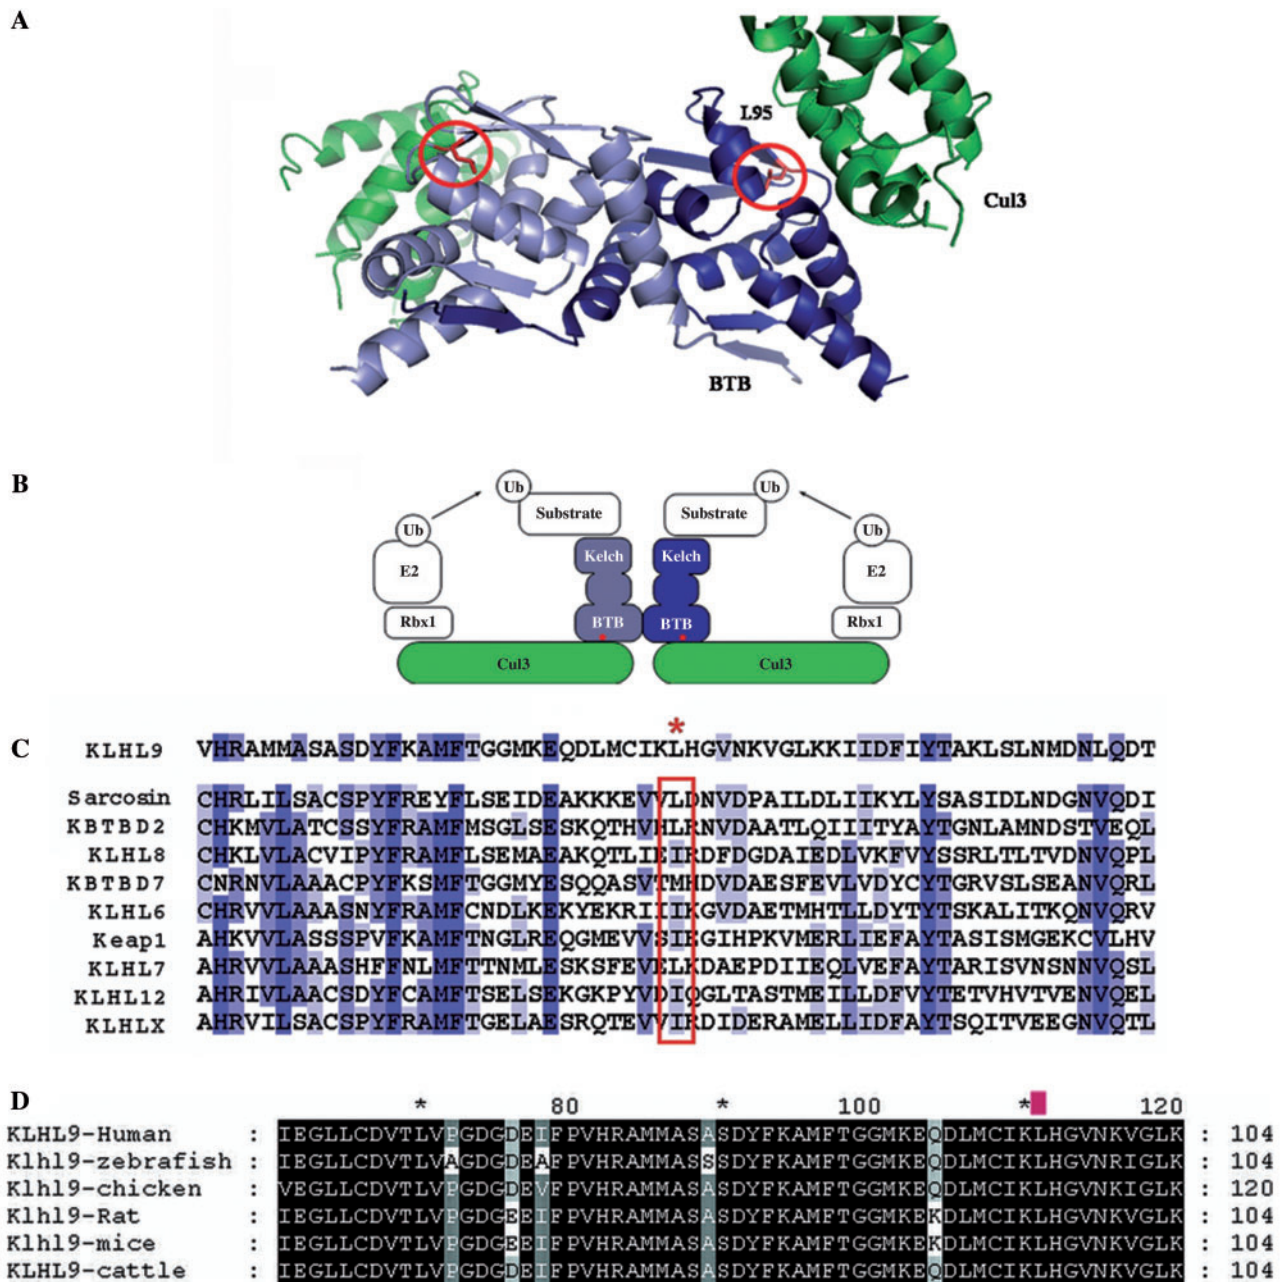 A
L95
Cul3
BTB
B
Ub Ub
Substrate Substrate
Ub Ub
Kelch Kelch
E2 E2
Rbx1 BTB BTB Rbx1
Cul3 Cul3
*
C KLHL9 VHRAMMASASDYFKAMFTGGMKEQDLMCIKLHGVNKVGLKKIIDFIYTAKLSLNMDNLQDT
Sarcosin CHRLILSACSPYFREYFLSEIDEAKKKEVVLDNVDPAILDLIIKYLYSASIDLNDGNVQDI
KBTBD2 CHKMVLATCSSYFRAMFMSGLSESKQTHVHLRNVDAATLQIIITYAYTGNLAMNDSTVEQL
KLHL8 CHKLVLACVIPYFRAMFLSEMAEAKQTLIEIRDFDGDAIEDLVKFVYSSRLTLTVDNVQPL
KBTBD7 CNRNVLAAACPYFKSMFTGGMYESQQASVTMHDVDAESFEVLVDYCYTGRVSLSEANVQRL
KLHL6 CHRVVLAAASNYFRAMFCNDLKEKYEKRIIIKGVDAETMHTLLDYTYTSKALITKQNVQRV
Keap1 AHKVVLASSSPVFKAMFTNGLREQGMEVVSIEGIHPKVMERLIEFAYTASISMGEKCVLHV
KLHL7 AHRVVLAAASHFFNLMFTTNMLESKSFEVELKDAEPDIIEQLVEFAYTARISVNSNNVQSL
KLHL12 AHRIVLAACSDYFCAMFTSELSEKGKPYVDIQGLTASTMEILLDFVYTETVHVTVENVQEL
KLHLX AHRVILSACSPYFRAMFTGELAESRQTEVVIRDIDERAMELLIDFAYTSQITVEEGNVQTL
D * 80 * 100 * 120
KLHL9-Human : IEGLLCDVTLVPGDGDEIFPVHRAMMASASDYFKAMFTGGMKEQDLMCIKLHGVNKVGLK : 104
Klhl9-zebrafish : IEGLLCDVTLVAGDGDEAFPVHRAMMASSSDYFKAMFTGGMKEQDLMCIKLHGVNRIGLK : 104
Klhl9-chicken : VEGLLCDVTLVPGDGDEVFPVHRAMMASASDYFKAMFTGGMKEQDLMCIKLHGVNKIGLK : 120
Klhl9-Rat : IEGLLCDVTLVPGDGEEIFPVHRAMMASASDYFKAMFTGGMKEKDLMCIKLHGVNKVGLK : 104
Klhl9-mice : IEGLLCDVTLVPGDGEEIFPVHRAMMASASDYFKAMFTGGMKEKDLMCIKLHGVNKVGLK : 104
KLHL9-cattle : IEGLLCDVTLVPGDGDEIFPVHRAMMASASDYFKAMFTGGMKEQDLMCIKLHGVNKVGLK : 104